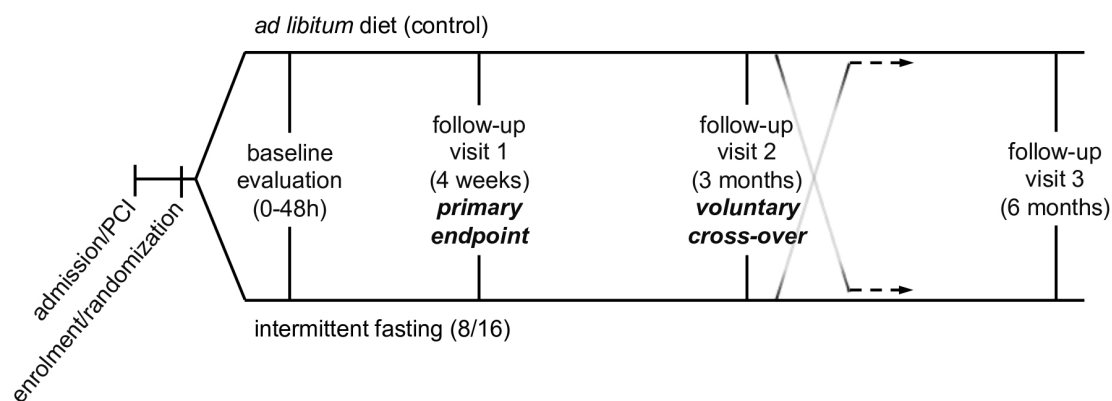 ad libitum diet (control)
admission/PCI
enrolment/randomization
baseline
evaluation
(0-48h)
follow-up
visit 1
(4 weeks)
primary
endpoint
follow-up
visit 2
(3 months)
voluntary
cross-over
follow-up
visit 3
(6 months)
intermittent fasting (8/16)